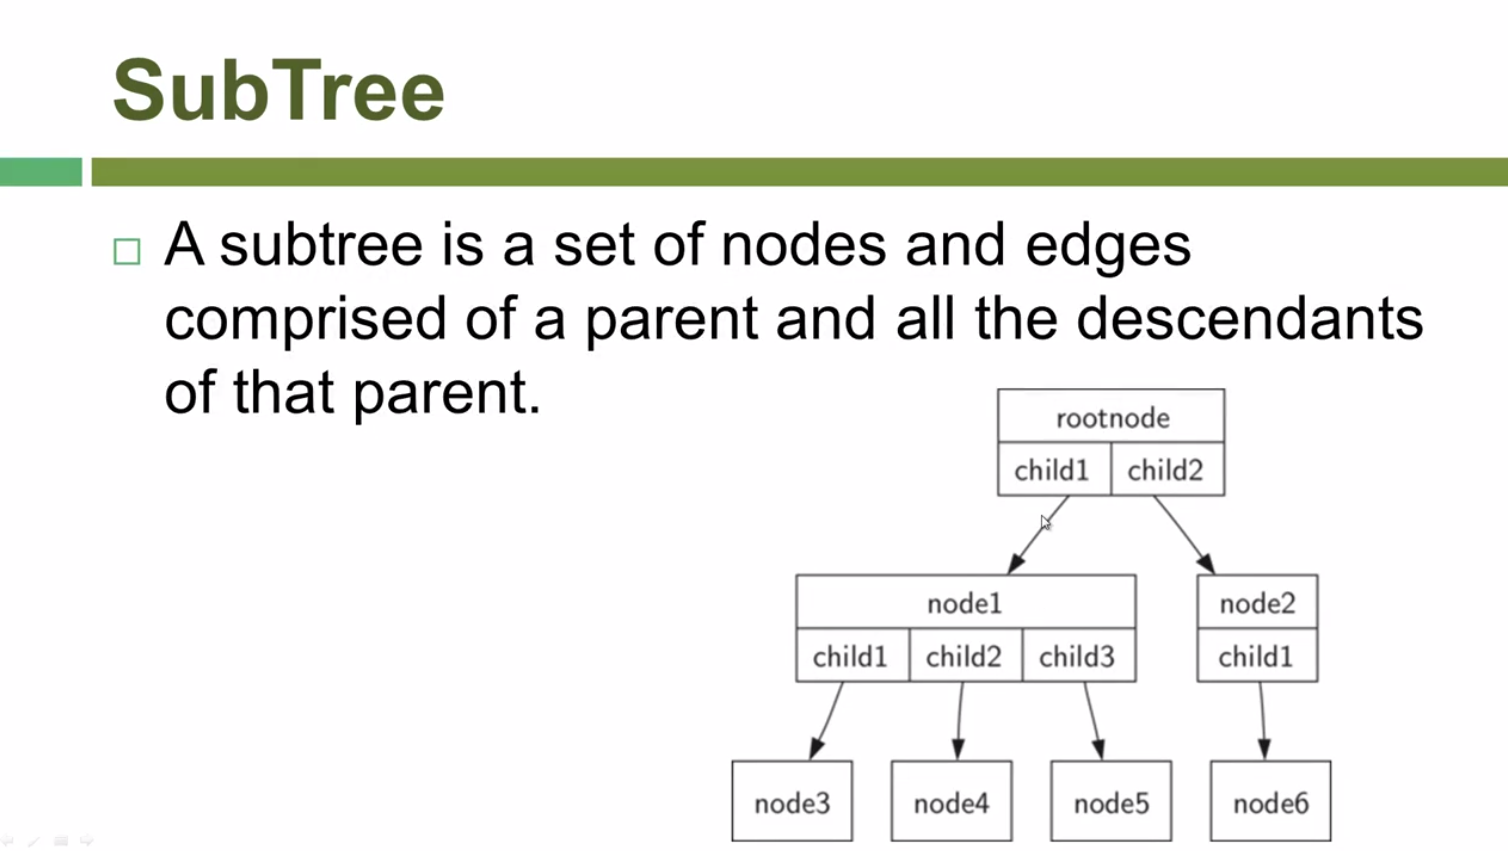 SubTree
A subtree is a set of nodes and edges
comprised of a parent and all the descendants
of that parent.
rootnode
child1 child2
node1 node2
child1 child2 child3 child1
node3 node4 node5 node6